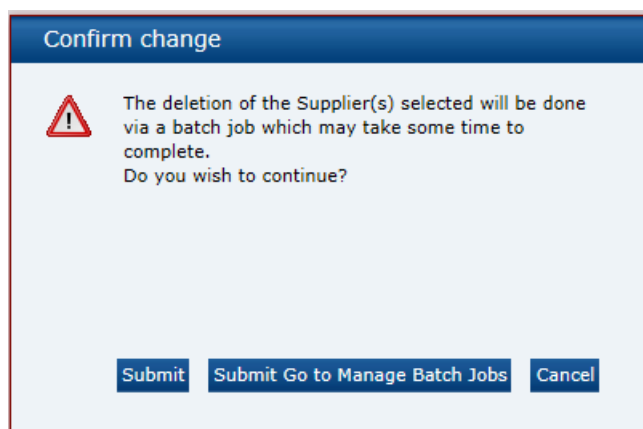 Confirm change
The deletion of the Supplier(s) selected will be done
via a batch job which may take some time to
complete.
Do you wish to continue?
Submit
Submit Go to Manage Batch Jobs
Cancel